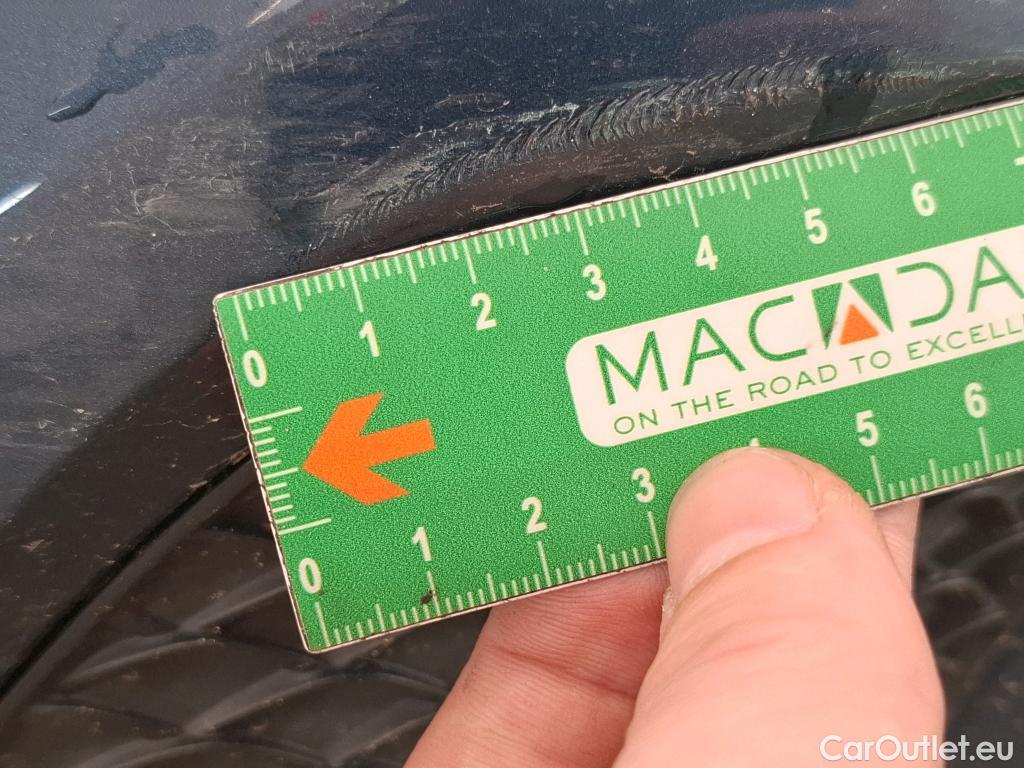 0 1 2 3 4 5 6
MACADA
ON THE ROAD TO EXCELL
0 1 2 3 5 6
CarOutlet.eu